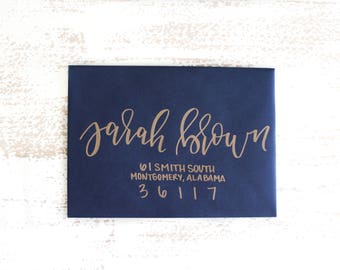 sarah brown
61 SMITH SOUTH
MONTGOMERY, ALABAMA
36117